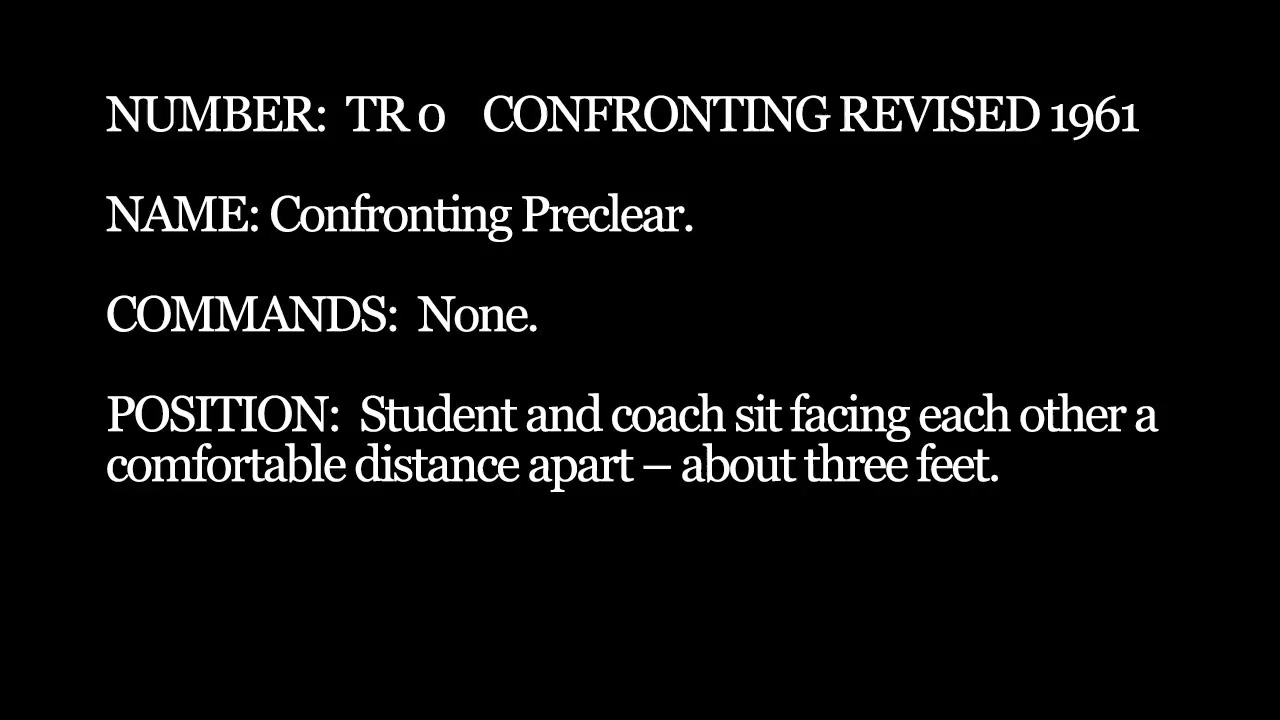 NUMBER: TR 0 CONFRONTING REVISED 1961
NAME: Confronting Preclear.
COMMANDS: None.
POSITION: Student and coach sit facing each other a
comfortable distance apart – about three feet.